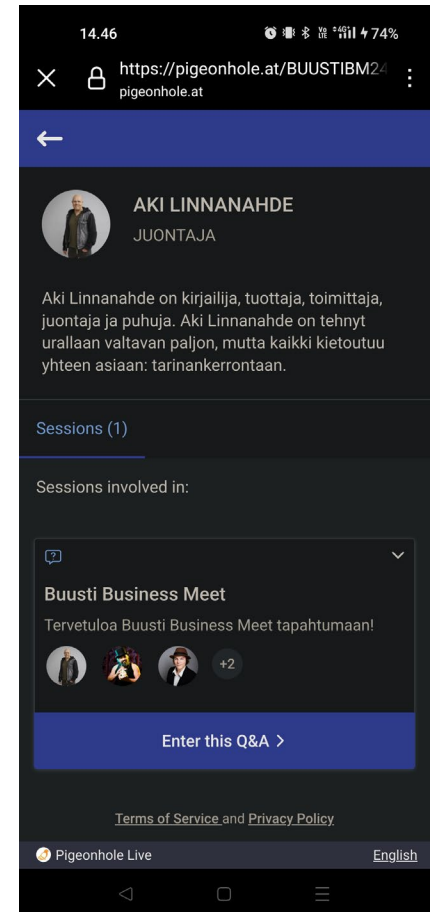 14.46
Vo LTE 4G 74%
https://pigeonhole.at/BUUSTIBM24
pigeonhole.at
AKI LINNANAHDE
JUONTAJA
Aki Linnanahde on kirjailija, tuottaja, toimittaja,
juontaja ja puhuja. Aki Linnanahde on tehnyt
urallaan valtavan paljon, mutta kaikki kietoutuu
yhteen asiaan: tarinankerrontaan.
Sessions (1)
Sessions involved in:
Buusti Business Meet
Tervetuloa Buusti Business Meet tapahtumaan!
+2
Enter this Q&A >
Terms of Service and Privacy Policy
Pigeonhole Live English